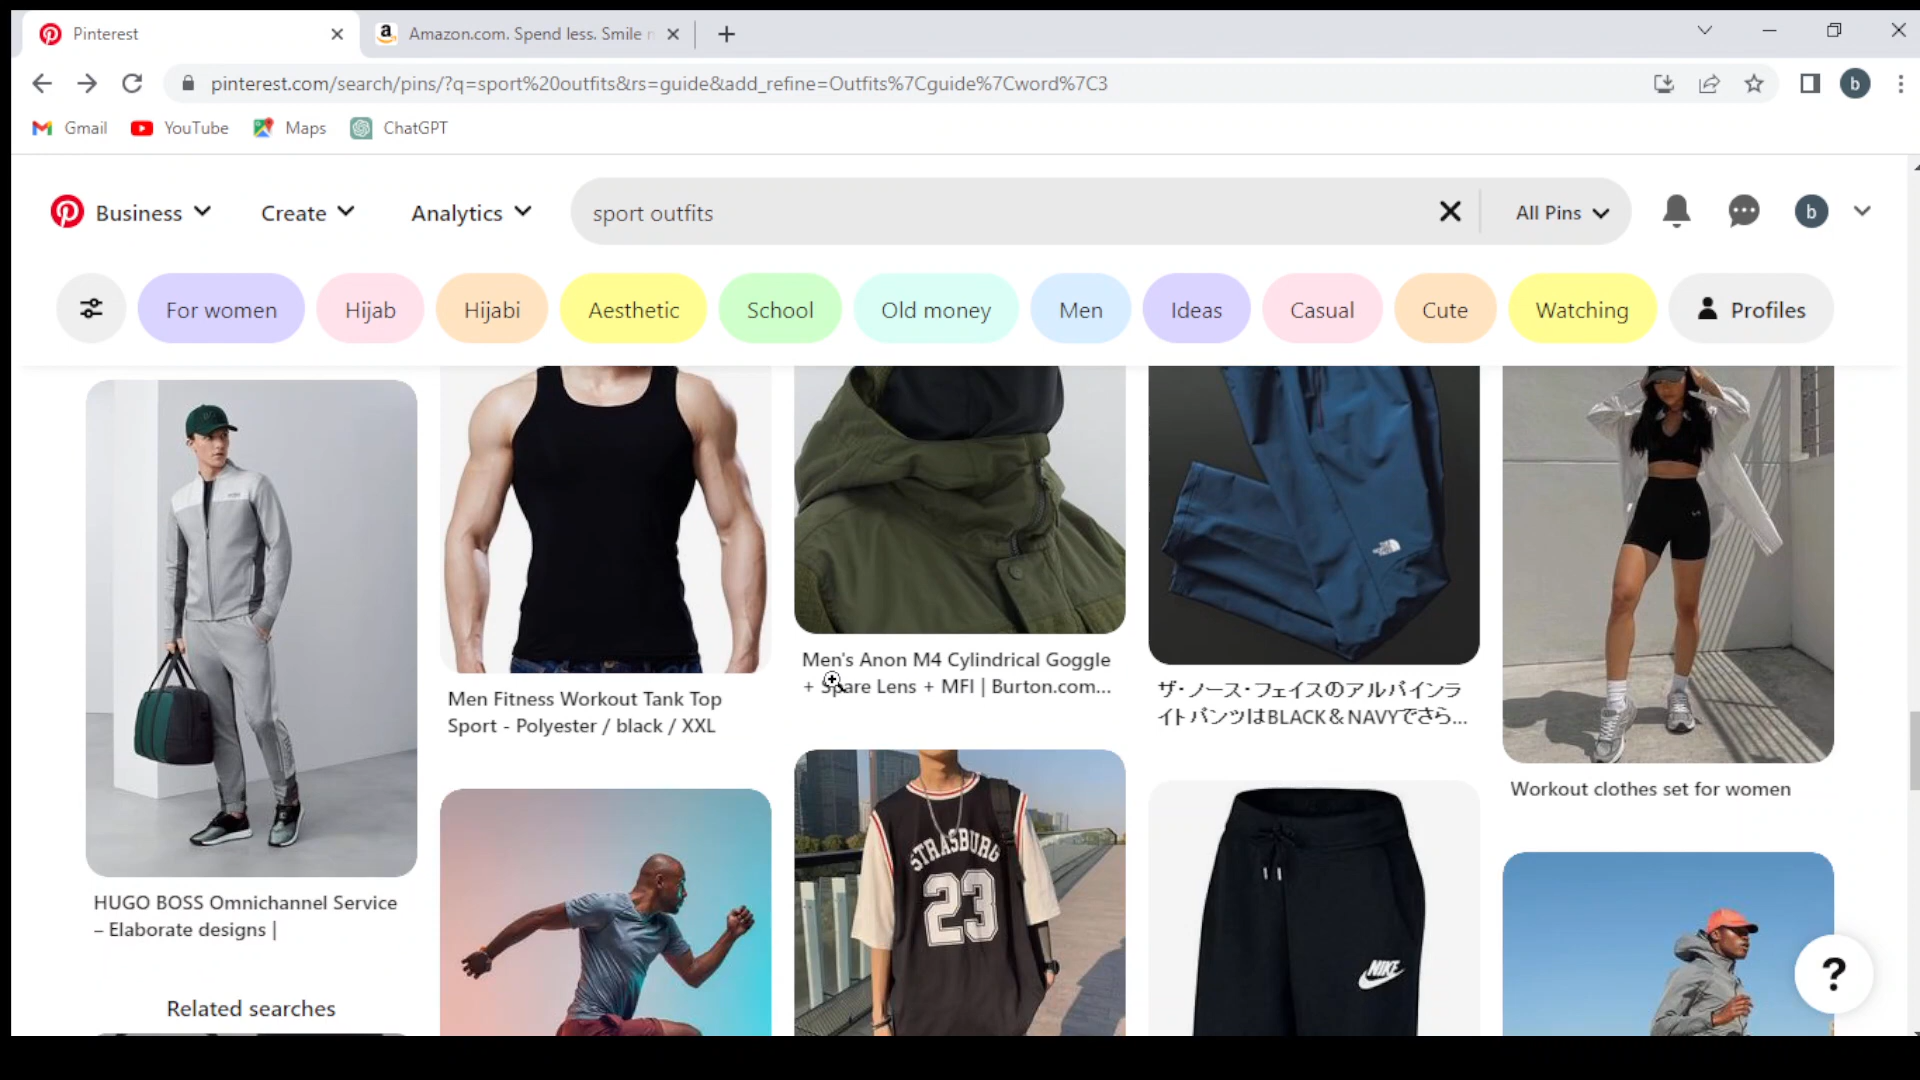 Pinterest
Amazon.com. Spend less. Smile
pinterest.com/search/pins/?q=sport%20outfits&rs=guide&add_refine=Outfits%7Cguide%7Cword%7C3
b
Gmail
YouTube
Maps
ChatGPT
Business
Create
Analytics
sport outfits
All Pins
b
For women
Hijab
Hijabi
Aesthetic
School
Old money
Men
Ideas
Casual
Cute
Watching
Profiles
Men's Anon M4 Cylindrical Goggle
+ Spare Lens + MFI | Burton.com...
Men Fitness Workout Tank Top
Sport - Polyester / black / XXL
ザ・ノース・フェイスのアルパインラ
イトパンツはBLACK＆NAVYでさら...
Workout clothes set for women
STRASBURG
23
NIKE
HUGO BOSS Omnichannel Service
– Elaborate designs |
Related searches
?